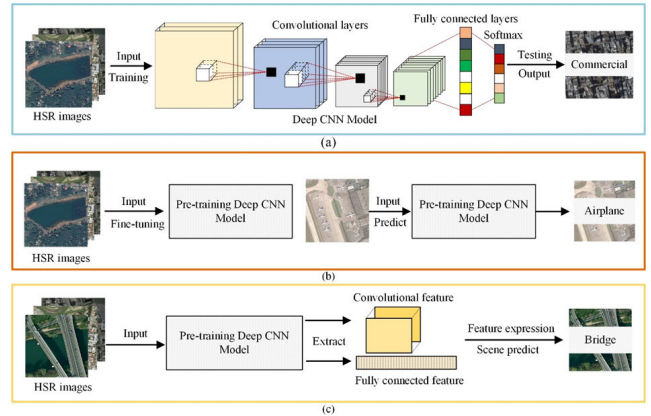 Convolutional layers
Fully connected layers
Softmax
Input
Training
Testing
Output
Commercial
HSR images
Deep CNN Model
(a)
Input
Fine-tuning
Pre-training Deep CNN
Model
Input
Predict
Pre-training Deep CNN
Model
Airplane
HSR images
(b)
Convolutional feature
Input
Pre-training Deep CNN
Model
Extract
Feature expression
Scene predict
Bridge
Fully connected feature
HSR images
(c)